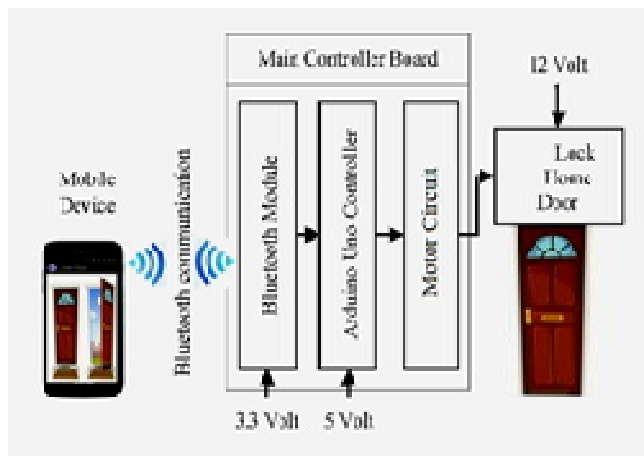 Main Controller Board
12 Volt
Mobile
Device
Bluetooth communication
Bluetooth Module
Arduino Uno Controller
Motor Circuit
Lock
Home
Door
3.3 Volt
5 Volt